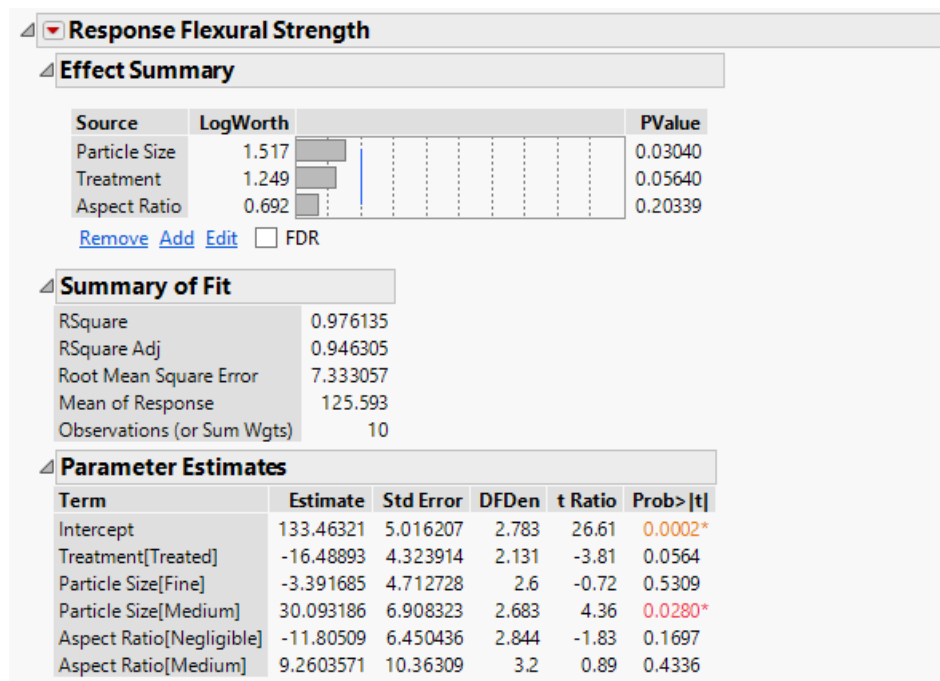 Response Flexural Strength
Effect Summary
Source LogWorth PValue
Particle Size 1.517 0.03040
Treatment 1.249 0.05640
Aspect Ratio 0.692 0.20339
Remove Add Edit FDR
Summary of Fit
RSquare 0.976135
RSquare Adj 0.946305
Root Mean Square Error 7.333057
Mean of Response 125.593
Observations (or Sum Wgts) 10
Parameter Estimates
Term Estimate Std Error DFDen t Ratio Prob>|t|
Intercept 133.46321 5.016207 2.783 26.61 0.0002*
Treatment[Treated] -16.48893 4.323914 2.131 -3.81 0.0564
Particle Size[Fine] -3.391685 4.712728 2.6 -0.72 0.5309
Particle Size[Medium] 30.093186 6.908323 2.683 4.36 0.0280*
Aspect Ratio[Negligible] -11.80509 6.450436 2.844 -1.83 0.1697
Aspect Ratio[Medium] 9.2603571 10.36309 3.2 0.89 0.4336